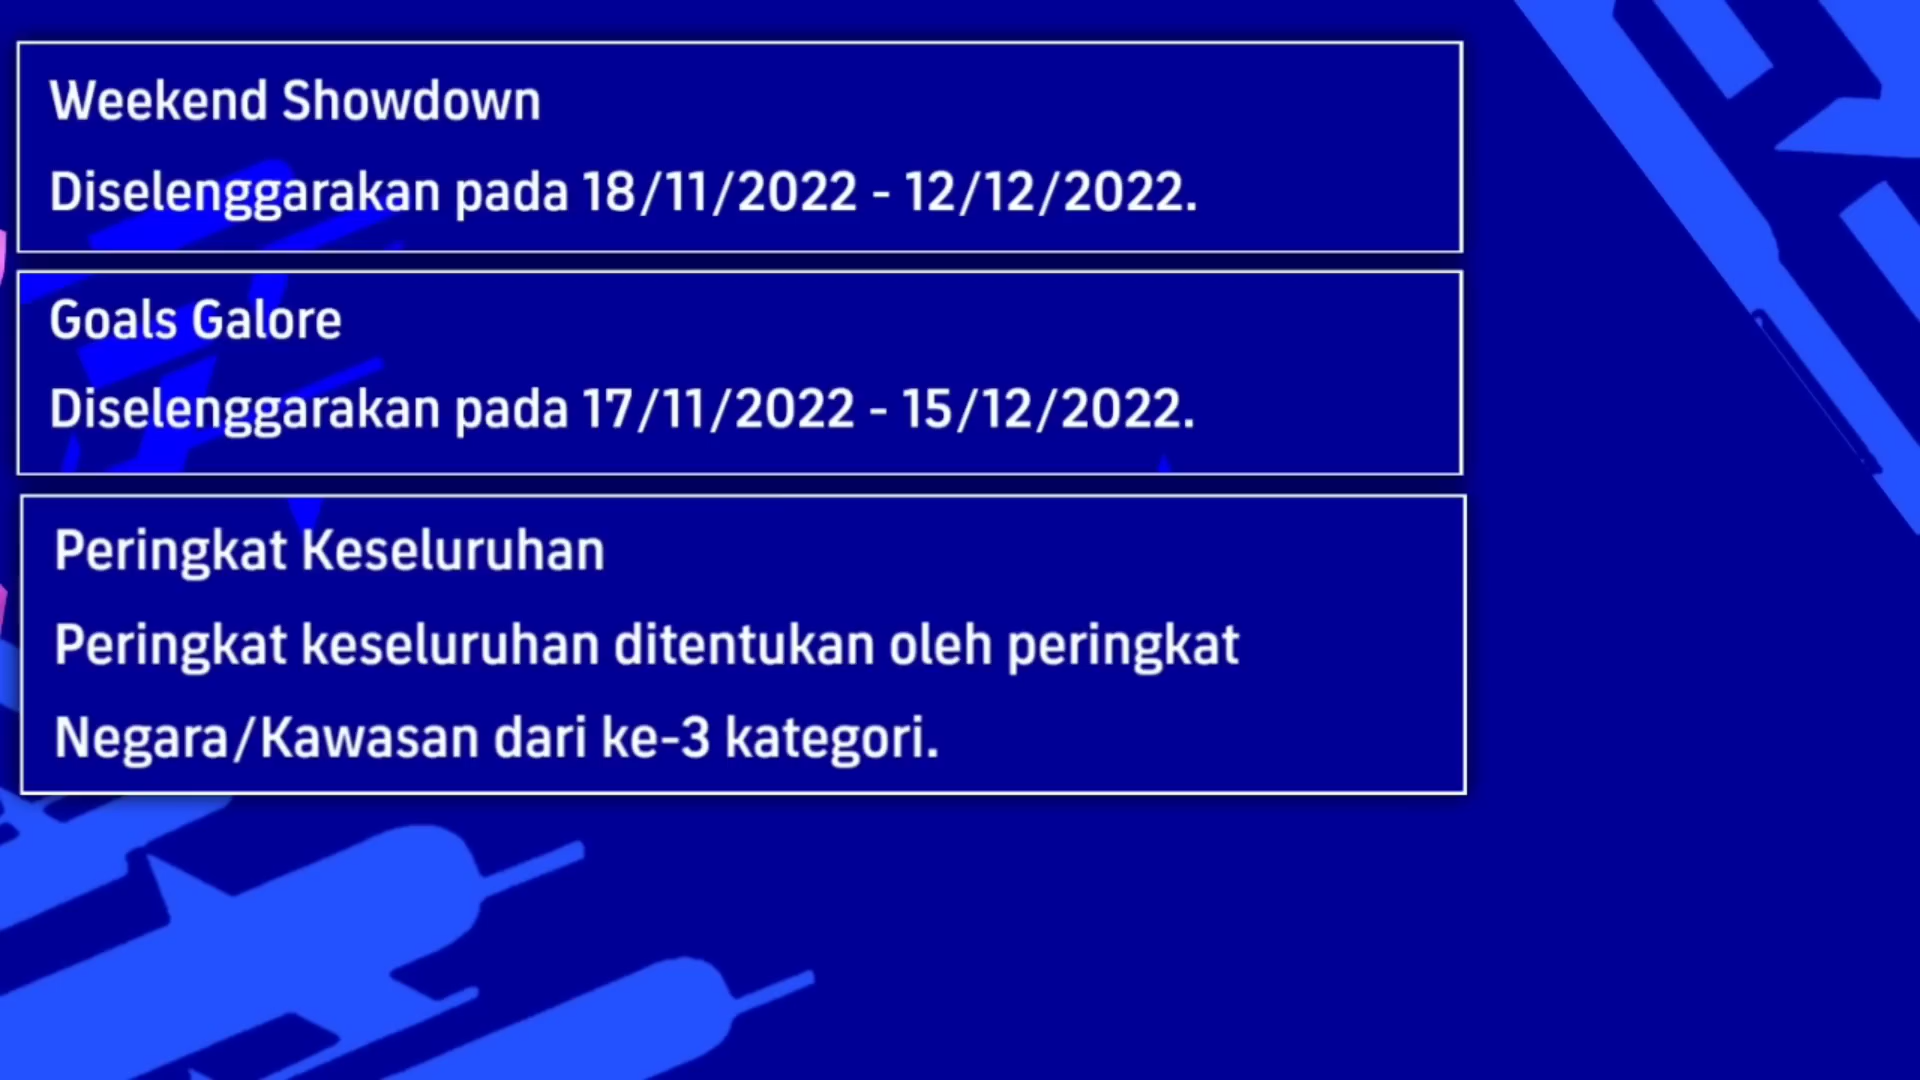 Weekend Showdown
Diselenggarakan pada 18/11/2022 - 12/12/2022.
Goals Galore
Diselenggarakan pada 17/11/2022 - 15/12/2022.
Peringkat Keseluruhan
Peringkat keseluruhan ditentukan oleh peringkat
Negara/Kawasan dari ke-3 kategori.